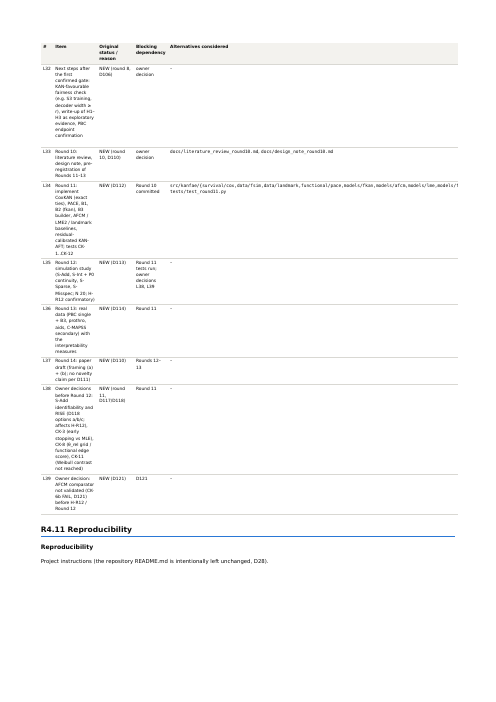 # Item Original status / reason Blocking dependency Alternatives considered
L32 Next steps after the first confirmed gate: KAN-favourable fairness check (e.g. S3 training, decoder width ≥ r), write-up of H1–H3 as exploratory evidence, PBC endpoint confirmation NEW (round 8, D106) owner decision –
L33 Round 10: literature review, design note, pre-registration of Rounds 11–13 NEW (round 10, D110) owner decision docs/literature_review_round10.md, docs/design_note_round10.md
L34 Round 11: implement CoxKAN (exact ties), PACE, B1, B2 (fkan), B3 builder, AFCM / LME2 / landmark-baselines, residual-calibrated KAN-AFT; tests CK-1..CK-12 NEW (D112) Round 10 committed src/kanfae/{survival/cox,data/fsim,data/landmark,functional/pace,models/fkan,models/afcm,models/lme,models/
tests/test_round11.py
L35 Round 12: simulation study (S-Add, S-Int + P0 continuity, S-Sparse, S-Misspec; N 20; H-R12 confirmatory) NEW (D113) Round 11 tests run; owner decisions L38, L39 –
L36 Round 13: real data (PBC single + B3, prothro, aids, C-MAPSS secondary) with the interpretability measures NEW (D114) Round 11 –
L37 Round 14: paper draft (framing (a) + (b); no novelty claim per D111) NEW (D110) Rounds 12–13 –
L38 Owner decisions before Round 12: S-Add identifiability and RISE (D118 options a/b/c, affects H-R12), CK-3 (early stopping vs MLE), CK-8 (θ_rel grid / functional edge score), CK-11 (Weibull contrast not reached) NEW (round 11, D117/D118) Round 11 –
L39 Owner decision: AFCM comparator not validated (CK-6b FAIL, D121) before H-R12 / Round 12 NEW (D121) D121 –
R4.11 Reproducibility
Reproducibility
Project instructions (the repository README.md is intentionally left unchanged, D28).